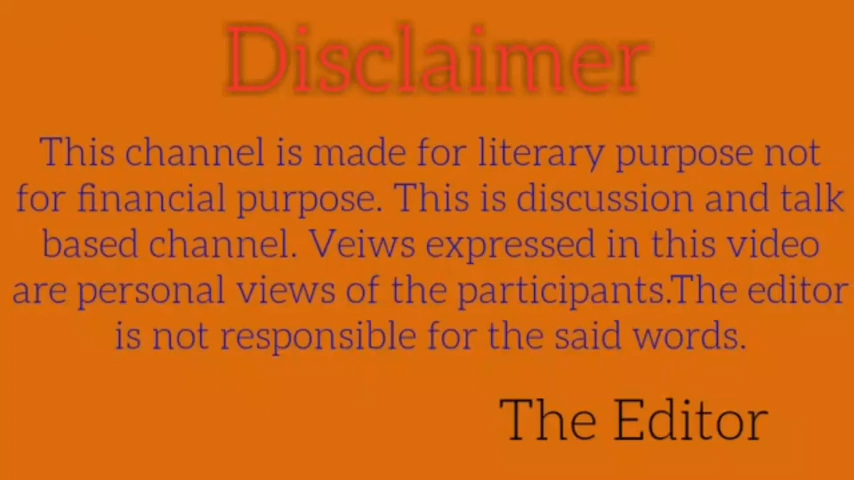 Disclaimer
This channel is made for literary purpose not
for financial purpose. This is discussion and talk
based channel. Veiws expressed in this video
are personal views of the participants.The editor
is not responsible for the said words.
The Editor